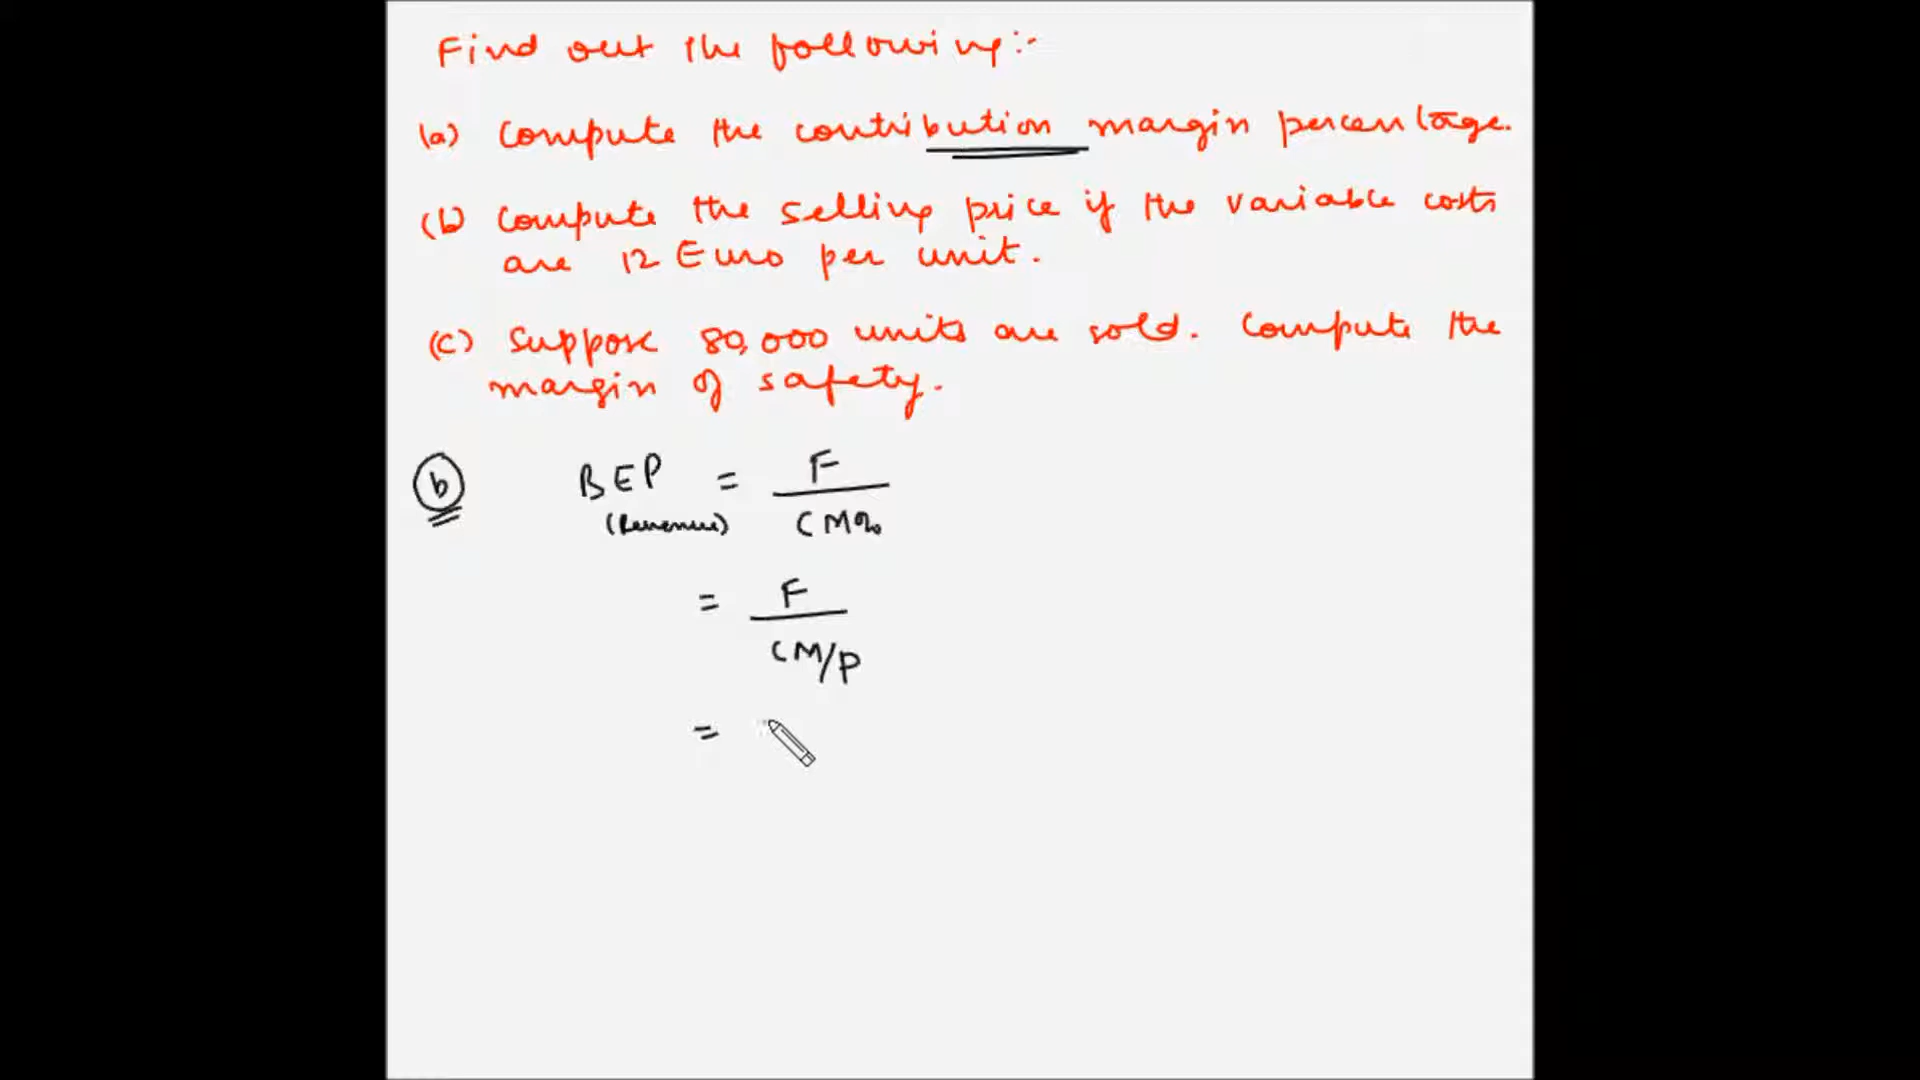 Find out the following:-
(a) Compute the contribution margin percentage.
(b) Compute the selling price if the variable costs
are 12 Euro per unit.
(c) Suppose 80,000 units are sold. Compute the
margin of safety.
(b) BEP = F
(Revenue) CM%
= F
CM/P
=